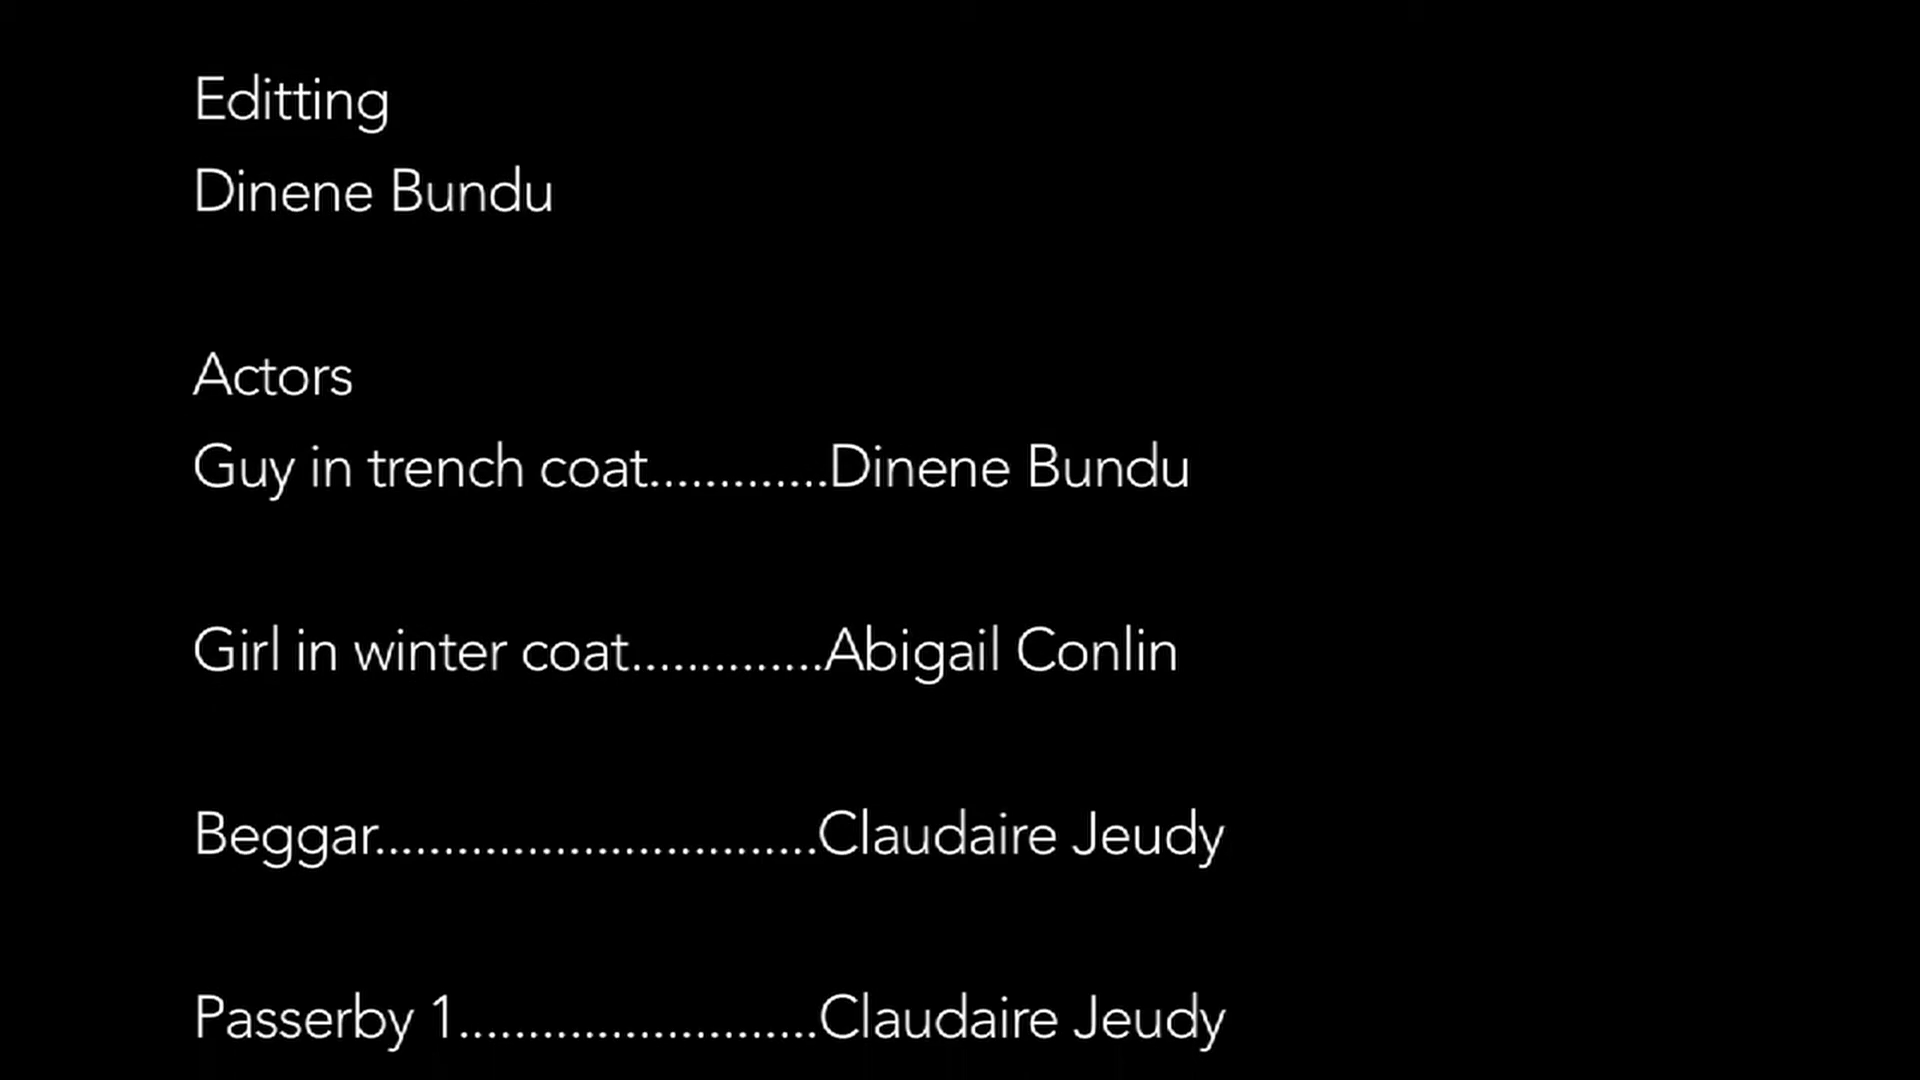 Editting
Dinene Bundu
Actors
Guy in trench coat.............Dinene Bundu
Girl in winter coat..............Abigail Conlin
Beggar................................Claudaire Jeudy
Passerby 1..........................Claudaire Jeudy